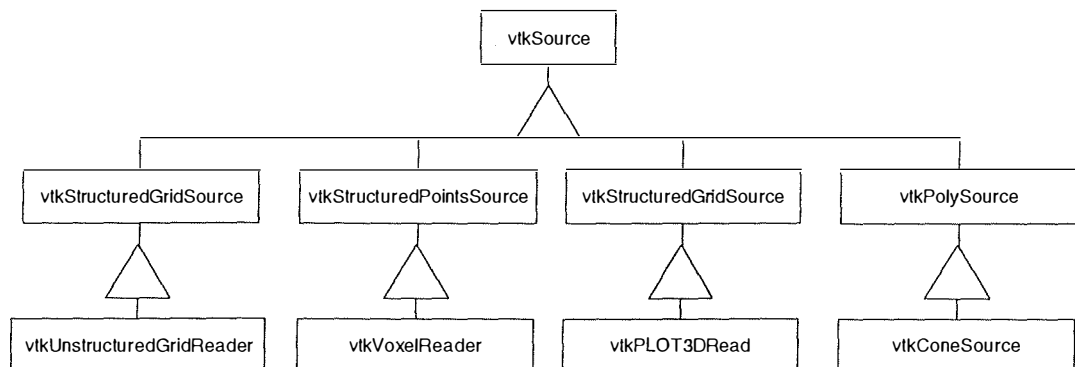 vtkSource
vtkStructuredGridSource
vtkStructuredPointsSource
vtkStructuredGridSource
vtkPolySource
vtkUnstructuredGridReader
vtkVoxelReader
vtkPLOT3DRead
vtkConeSource